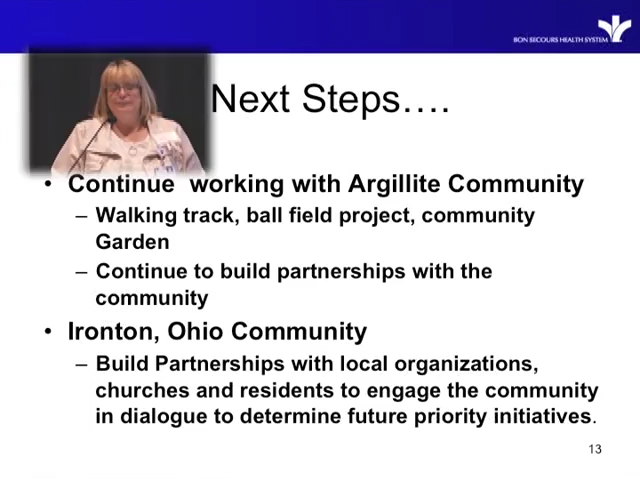 BON SECOURS HEALTH SYSTEM
Next Steps….
• Continue  working with Argillite Community
– Walking track, ball field project, community
Garden
– Continue to build partnerships with the
community
• Ironton, Ohio Community
– Build Partnerships with local organizations,
churches and residents to engage the community
in dialogue to determine future priority initiatives.
13